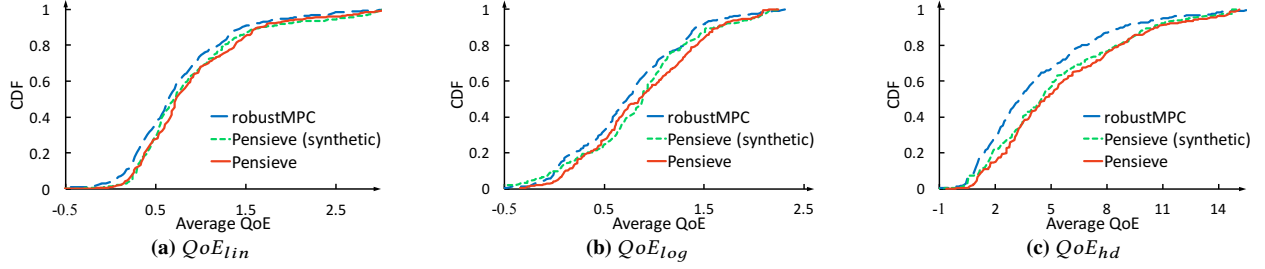 1
0.8
0.6
0.4
0.2
0
CDF
robustMPC
Pensieve (synthetic)
Pensieve
-0.5 0.5 1.5 2.5
Average QoE
(a) QoE_lin
1
0.8
0.6
0.4
0.2
0
CDF
robustMPC
Pensieve (synthetic)
Pensieve
-0.5 0.5 1.5 2.5
Average QoE
(b) QoE_log
1
0.8
0.6
0.4
0.2
0
CDF
robustMPC
Pensieve (synthetic)
Pensieve
-1 2 5 8 11 14
Average QoE
(c) QoE_hd